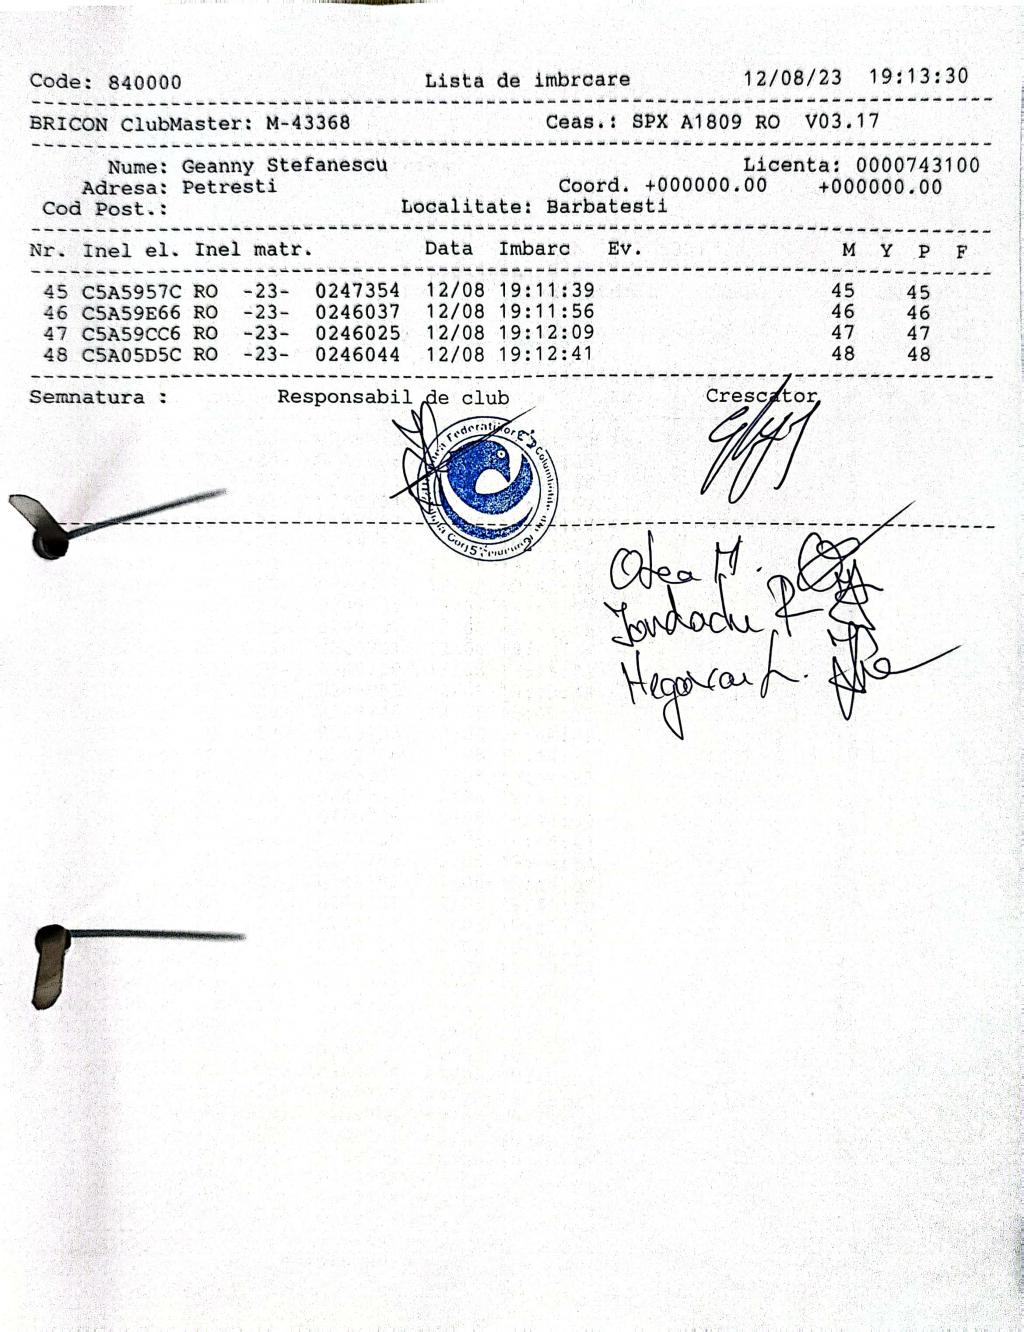 Code: 840000 Lista de imbrcare 12/08/23 19:13:30
BRICON ClubMaster: M-43368 Ceas.: SPX A1809 RO V03.17
Nume: Geanny Stefanescu Licenta: 0000743100
Adresa: Petresti Coord. +000000.00 +000000.00
Cod Post.: Localitate: Barbatesti
Nr. Inel el. Inel matr. Data Imbarc Ev. M Y P F
45 C5A5957C RO -23- 0247354 12/08 19:11:39 45 45
46 C5A59E66 RO -23- 0246037 12/08 19:11:56 46 46
47 C5A59CC6 RO -23- 0246025 12/08 19:12:09 47 47
48 C5A05D5C RO -23- 0246044 12/08 19:12:41 48 48
Semnatura : Responsabil de club Crescator
Federatiilor Columbofile
Gorj
Olea M.
Iordache R
L.